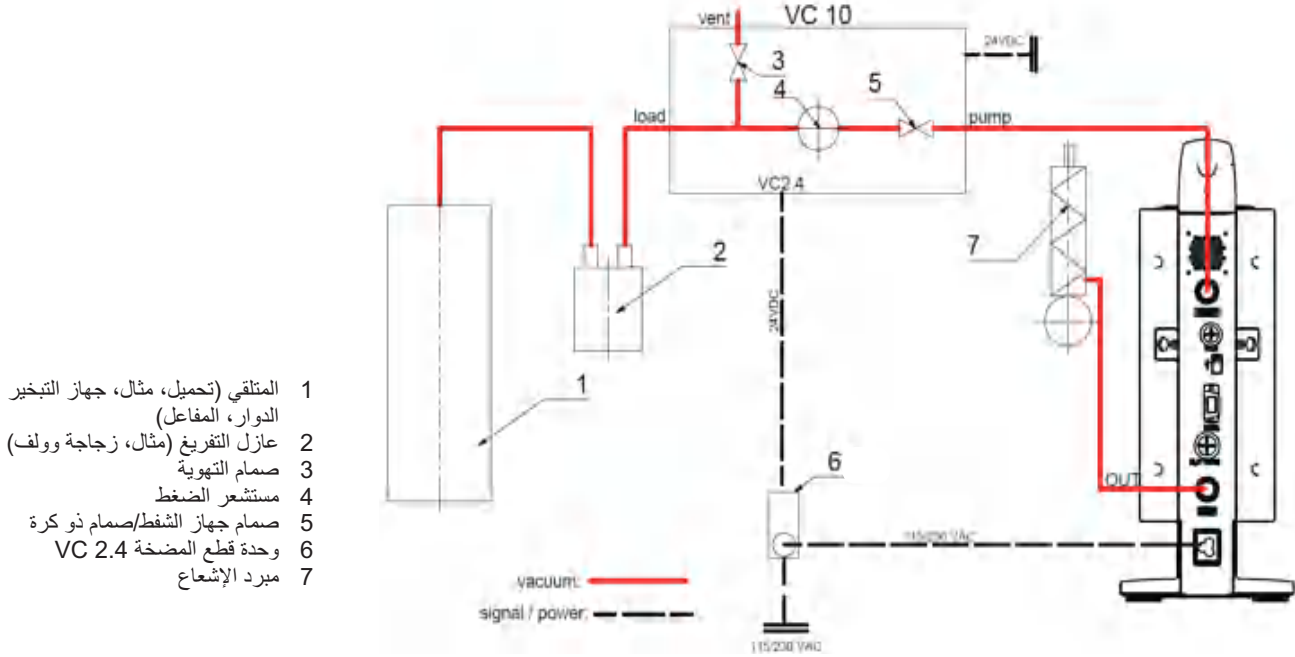 vent
VC 10
24VDC
3
4
5
load
pump
VC2.4
7
2
24VDC
1
6
OUT
115/230 VAC
vacuum:
signal / power:
115/230 VAC
1 المتلقي (تحميل، مثال، جهاز التبخير
الدوار، المفاعل)
2 عازل التفريغ (مثال، زجاجة وولف)
3 صمام التهوية
4 مستشعر الضغط
5 صمام جهاز الشفط/صمام ذو كرة
6 وحدة قطع المضخة VC 2.4
7 مبرد الإشعاع